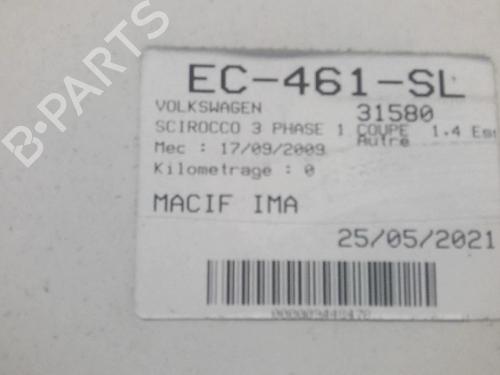 EC-461-SL
VOLKSWAGEN 31580
SCIROCCO 3 PHASE 1 COUPE 1.4 Ess
Autre
Mec : 17/09/2009
Kilometrage : 0
MACIF IMA
25/05/2021
B-PARTS